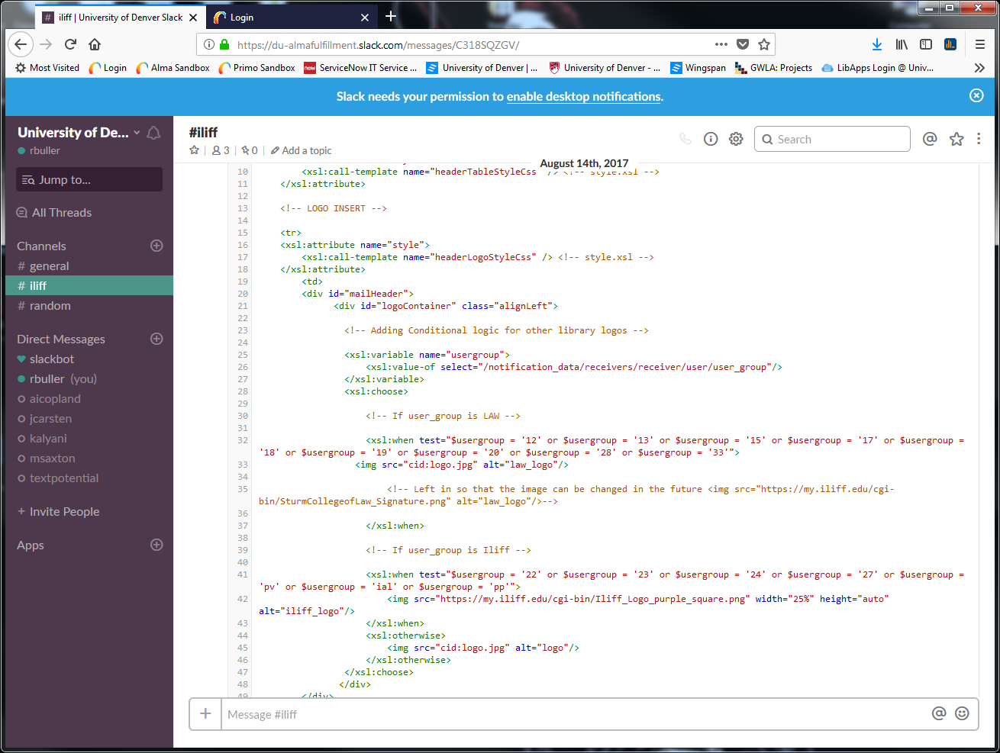 iliff | University of Denver Slack
Login
https://du-almafulfillment.slack.com/messages/C318SQZGV/
Most Visited
Login
Alma Sandbox
Primo Sandbox
now ServiceNow IT Service ...
University of Denver | ...
University of Denver - ...
Wingspan
GWLA: Projects
LibApps Login @ Univ...
Slack needs your permission to enable desktop notifications.
University of De...
rbuller
Jump to...
All Threads
Channels
# general
# iliff
# random
Direct Messages
slackbot
rbuller (you)
aicopland
jcarsten
kalyani
msaxton
textpotential
+ Invite People
Apps
#iliff
3
0
Add a topic
Search
August 14th, 2017
10 <xsl:call-template name="headerTableStyleCss" /> <!-- style.xsl -->
11 </xsl:attribute>
12
13 <!-- LOGO INSERT -->
14
15 <tr>
16 <xsl:attribute name="style">
17 <xsl:call-template name="headerLogoStyleCss" /> <!-- style.xsl -->
18 </xsl:attribute>
19 <td>
20 <div id="mailHeader">
21 <div id="logoContainer" class="alignLeft">
22
23 <!-- Adding Conditional logic for other library logos -->
24
25 <xsl:variable name="usergroup">
26 <xsl:value-of select="/notification_data/receivers/receiver/user/user_group"/>
27 </xsl:variable>
28 <xsl:choose>
29
30 <!-- If user_group is LAW -->
31
32 <xsl:when test="$usergroup = '12' or $usergroup = '13' or $usergroup = '15' or $usergroup = '17' or $usergroup =
'18' or $usergroup = '19' or $usergroup = '20' or $usergroup = '28' or $usergroup = '33'">
33 <img src="cid:logo.jpg" alt="law_logo"/>
34
35 <!-- Left in so that the image can be changed in the future <img src="https://my.iliff.edu/cgi-
bin/SturmCollegeofLaw_Signature.png" alt="law_logo"/>-->
36
37 </xsl:when>
38
39 <!-- If user_group is Iliff -->
40
41 <xsl:when test="$usergroup = '22' or $usergroup = '23' or $usergroup = '24' or $usergroup = '27' or $usergroup =
'pv' or $usergroup = 'ial' or $usergroup = 'pp'">
42 <img src="https://my.iliff.edu/cgi-bin/Iliff_Logo_purple_square.png" width="25%" height="auto"
alt="iliff_logo"/>
43 </xsl:when>
44 <xsl:otherwise>
45 <img src="cid:logo.jpg" alt="logo"/>
46 </xsl:otherwise>
47 </xsl:choose>
48 </div>
49 </div>
Message #iliff